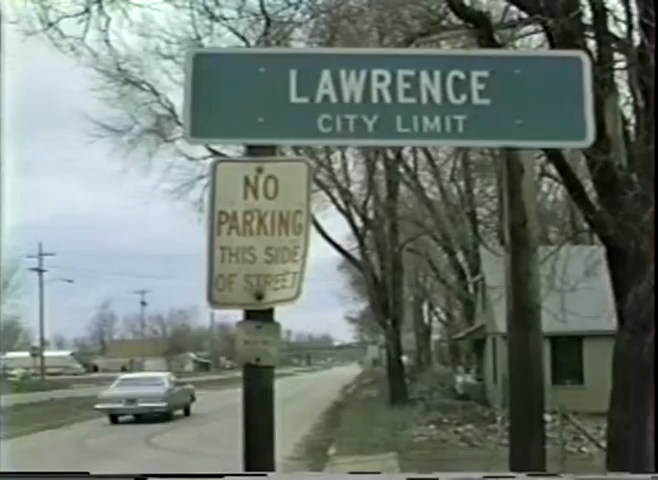 LAWRENCE
CITY LIMIT
NO
PARKING
THIS SIDE
OF STREET